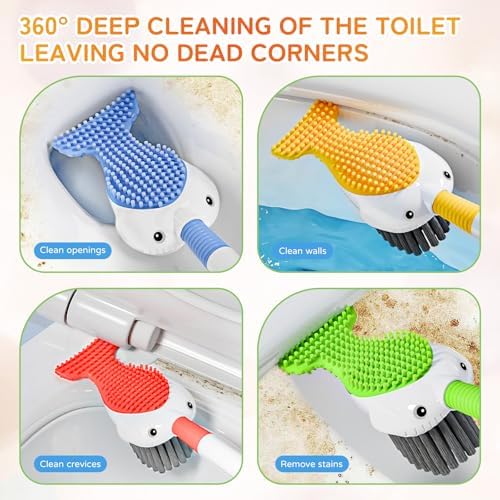 360° DEEP CLEANING OF THE TOILET
LEAVING NO DEAD CORNERS
Clean openings
Clean walls
Clean crevices
Remove stains